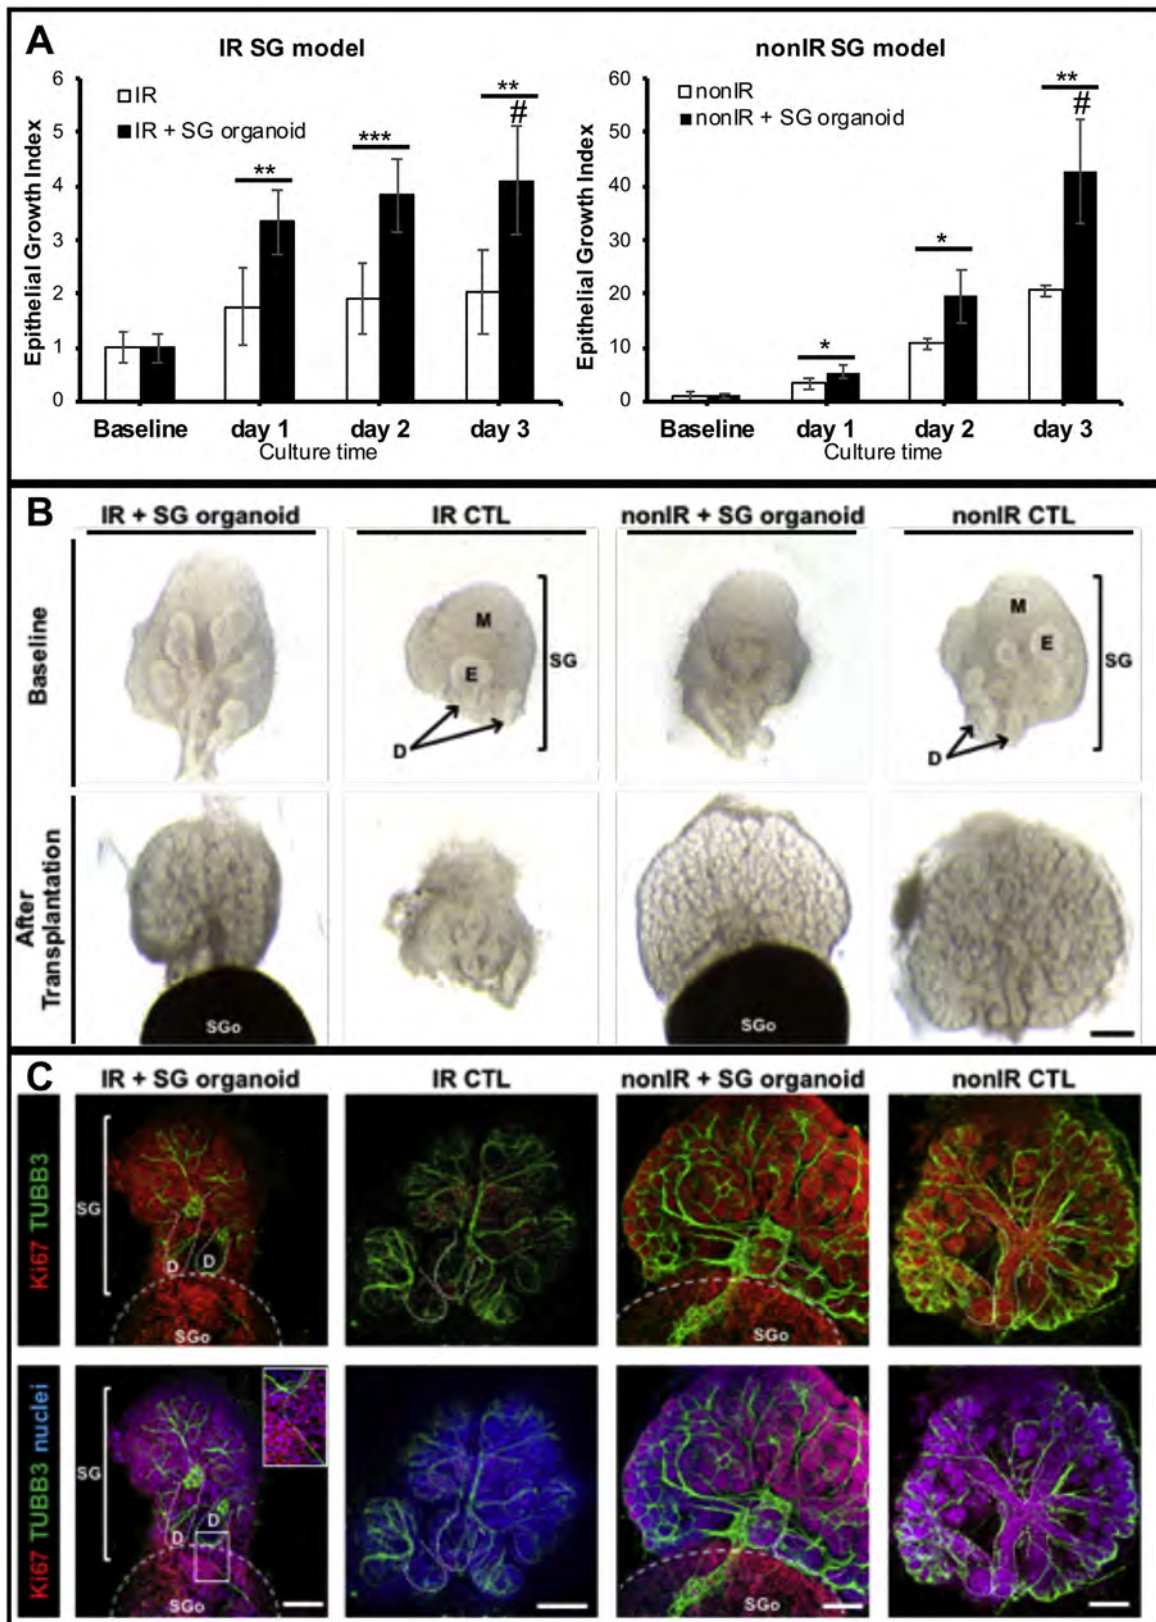 A
IR SG model
nonIR SG model
6
5
4
3
2
1
0
Epithelial Growth Index
IR
IR + SG organoid
**
***
**
#
Baseline
day 1
day 2
day 3
Culture time
60
50
40
30
20
10
0
Epithelial Growth Index
nonIR
nonIR + SG organoid
*
*
**
#
Baseline
day 1
day 2
day 3
Culture time
B
IR + SG organoid
IR CTL
nonIR + SG organoid
nonIR CTL
Baseline
M
E
D
SG
M
E
D
SG
After
Transplantation
SGo
SGo
C
IR + SG organoid
IR CTL
nonIR + SG organoid
nonIR CTL
Ki67 TUBB3
SG
D
D
SGo
SGo
Ki67 TUBB3 nuclei
SG
D
D
SGo
SGo